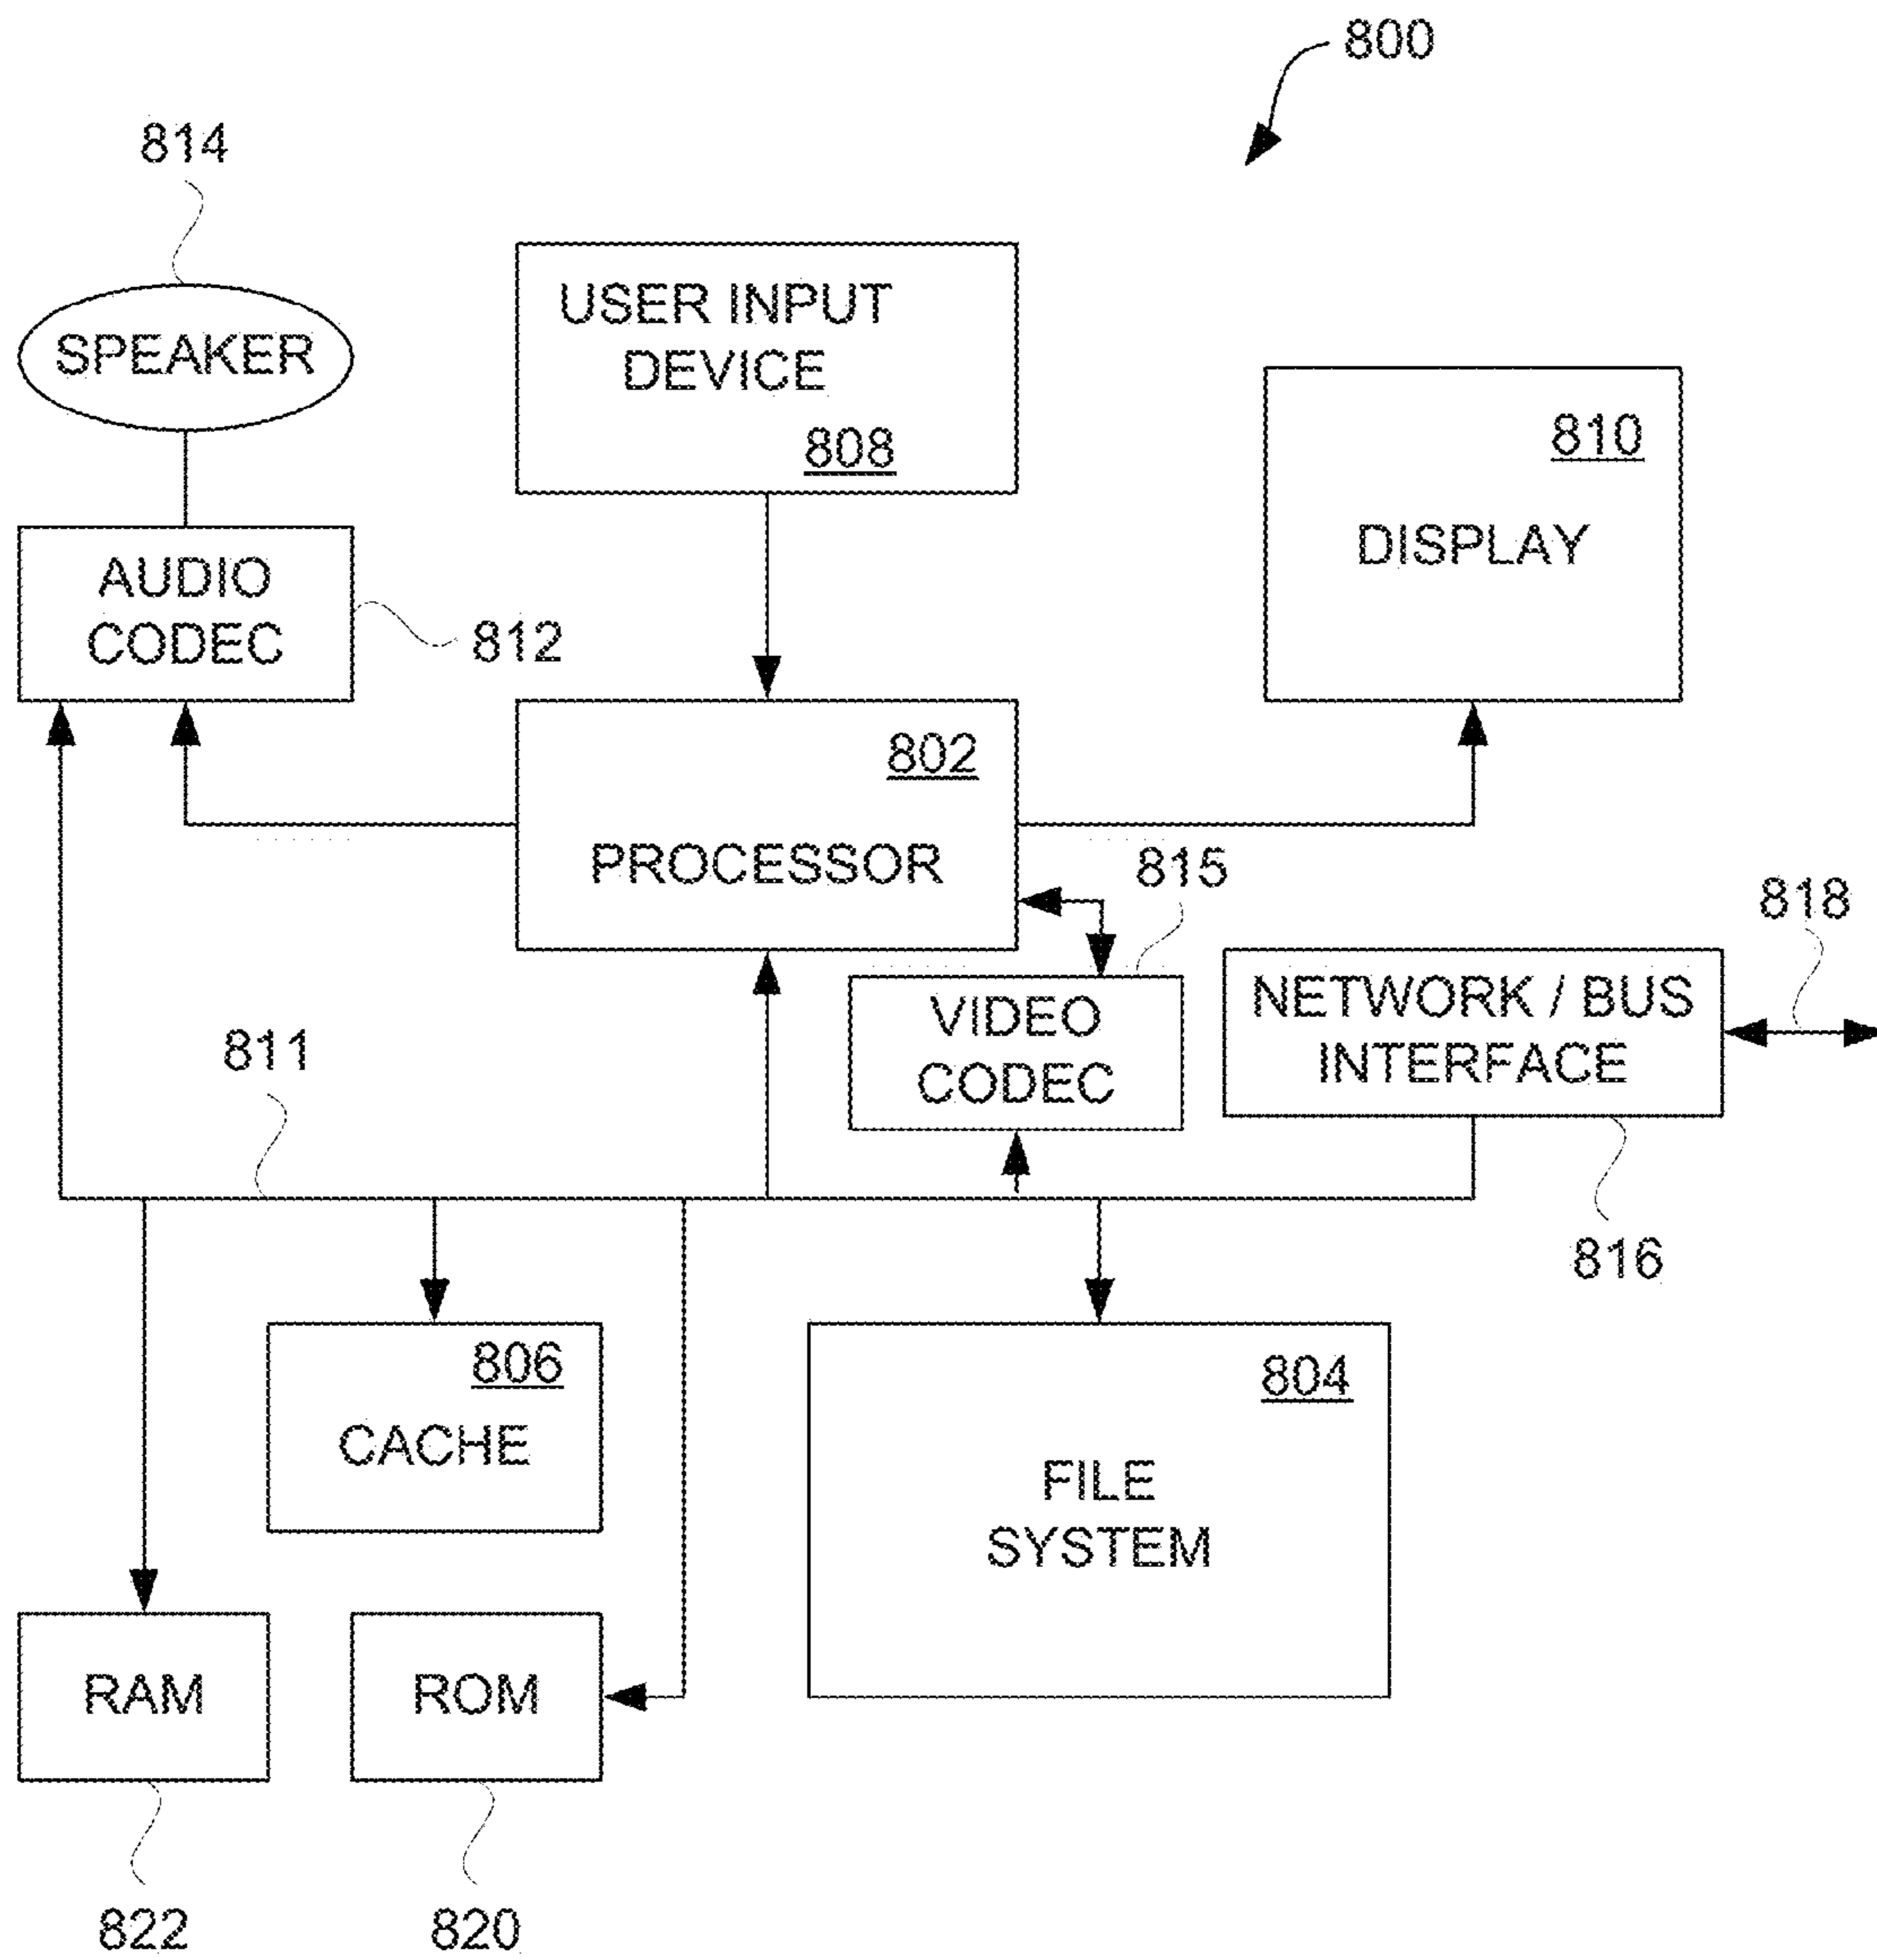 800
814
SPEAKER
USER INPUT
DEVICE
808
810
DISPLAY
AUDIO
CODEC
812
802
PROCESSOR
815
818
VIDEO
CODEC
NETWORK / BUS
INTERFACE
811
816
806
CACHE
804
FILE
SYSTEM
RAM
ROM
822
820